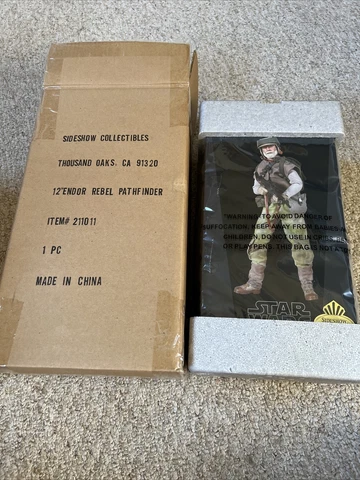 SIDESHOW COLLECTIBLES
THOUSAND OAKS. CA 91320
12"ENDOR REBEL PATHFINDER
ITEM# 211011
1 PC
MADE IN CHINA
"WARNING: TO AVOID DANGER OF
SUFFOCATION, KEEP AWAY FROM BABIES
CHILDREN. DO NOT USE IN CRIBS
OR PLAY PENS. THIS BAG IS NOT A
STAR
SIDESHOW